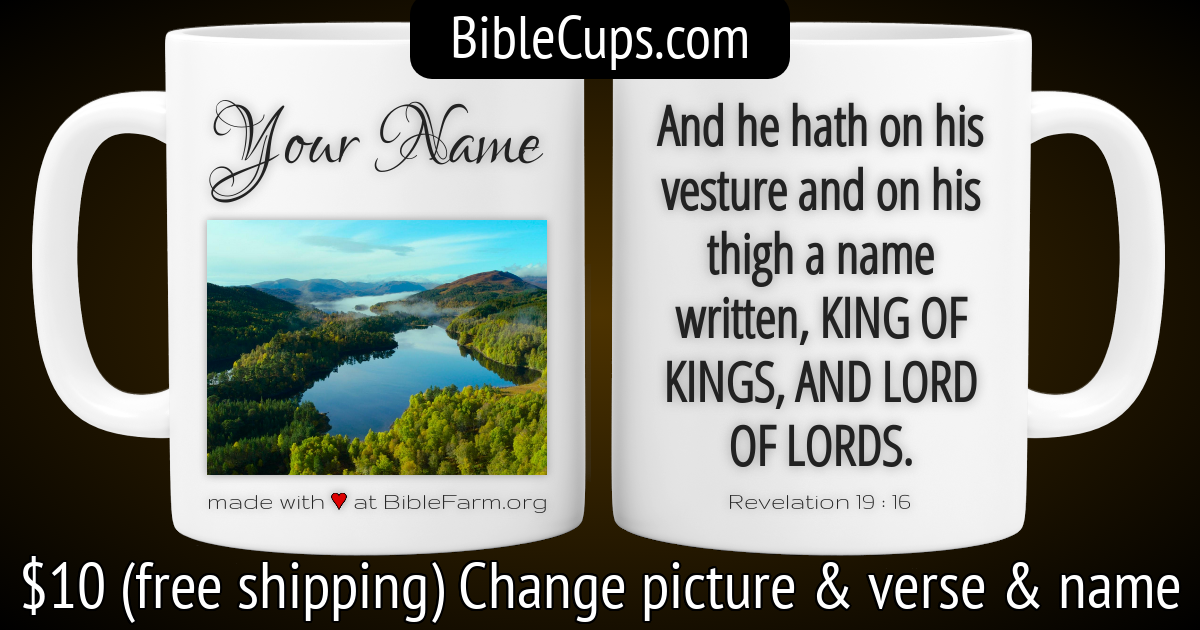 BibleCups.com
Your Name
made with ♥ at BibleFarm.org
And he hath on his
vesture and on his
thigh a name
written, KING OF
KINGS, AND LORD
OF LORDS.
Revelation 19 : 16
$10 (free shipping) Change picture & verse & name